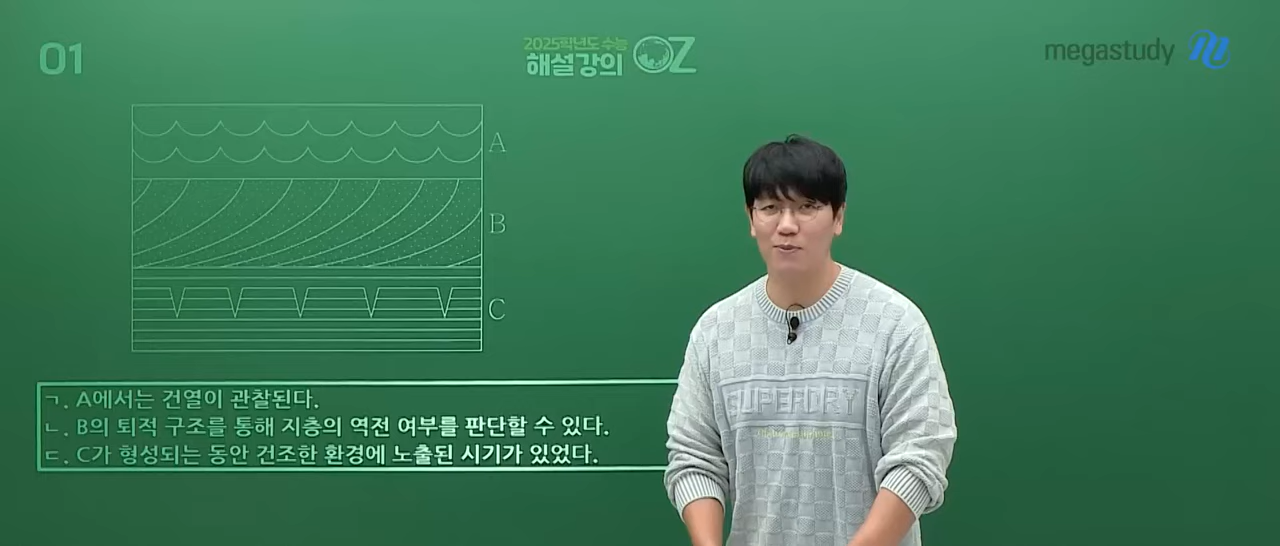 01
2025학년도 수능
해설강의 OZ
megastudy
A
B
C
ㄱ. A에서는 건열이 관찰된다.
ㄴ. B의 퇴적 구조를 통해 지층의 역전 여부를 판단할 수 있다.
ㄷ. C가 형성되는 동안 건조한 환경에 노출된 시기가 있었다.
SUPERDRY